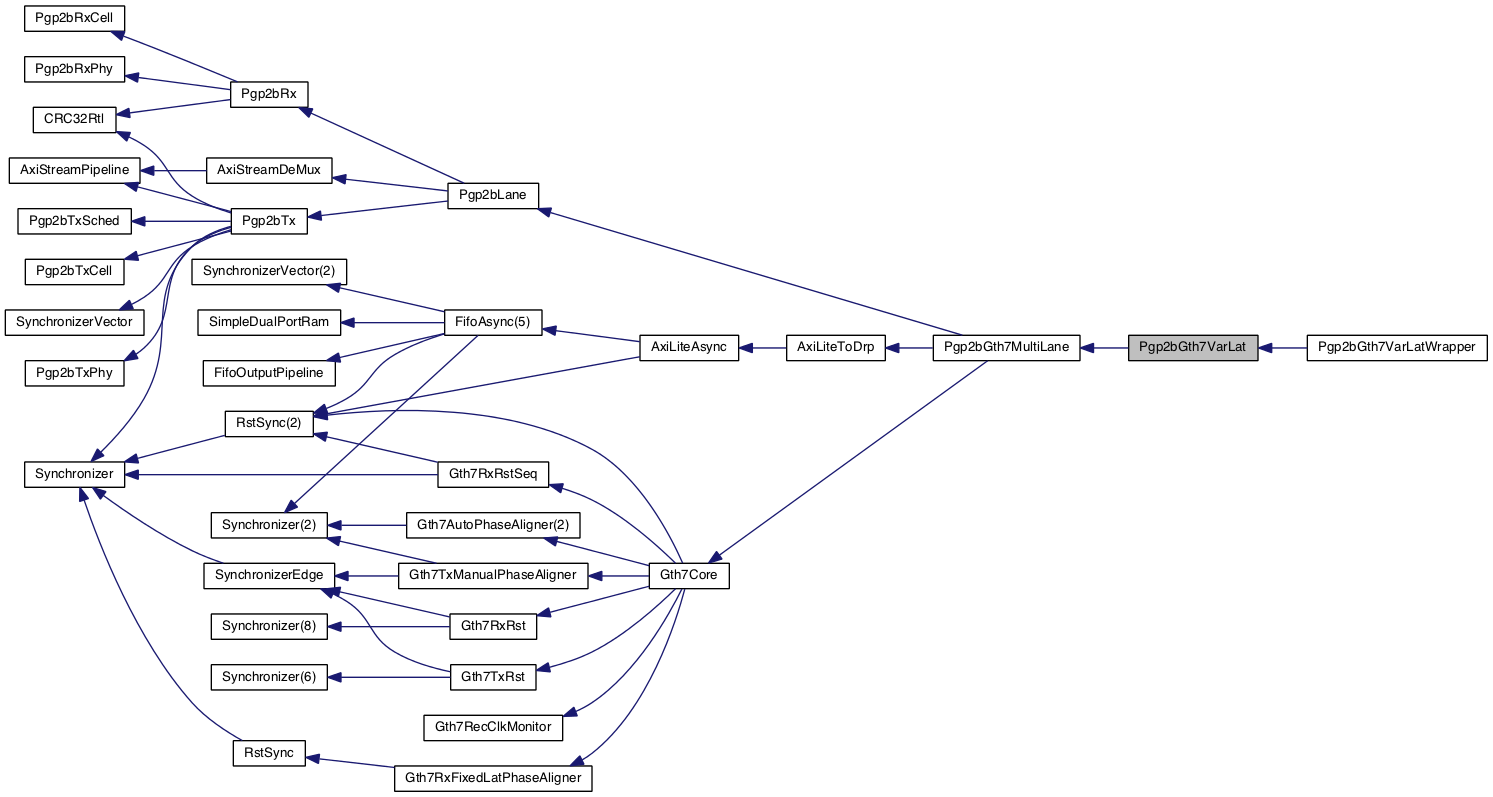 Pgp2bRxCell
Pgp2bRxPhy
Pgp2bRx
CRC32Rtl
AxiStreamPipeline
AxiStreamDeMux
Pgp2bLane
Pgp2bTxSched
Pgp2bTx
Pgp2bTxCell
SynchronizerVector(2)
SynchronizerVector
SimpleDualPortRam
FifoAsync(5)
AxiLiteAsync
AxiLiteToDrp
Pgp2bGth7MultiLane
Pgp2bGth7VarLat
Pgp2bGth7VarLatWrapper
Pgp2bTxPhy
FifoOutputPipeline
RstSync(2)
Synchronizer
Gth7RxRstSeq
Synchronizer(2)
Gth7AutoPhaseAligner(2)
SynchronizerEdge
Gth7TxManualPhaseAligner
Gth7Core
Synchronizer(8)
Gth7RxRst
Synchronizer(6)
Gth7TxRst
Gth7RecClkMonitor
RstSync
Gth7RxFixedLatPhaseAligner